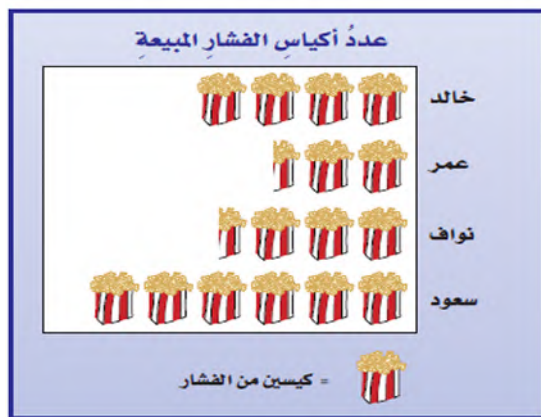 عددُ أكياسِ الفشارِ المبيعةِ
خالد
عمر
نواف
سعود
= كيسين من الفشار